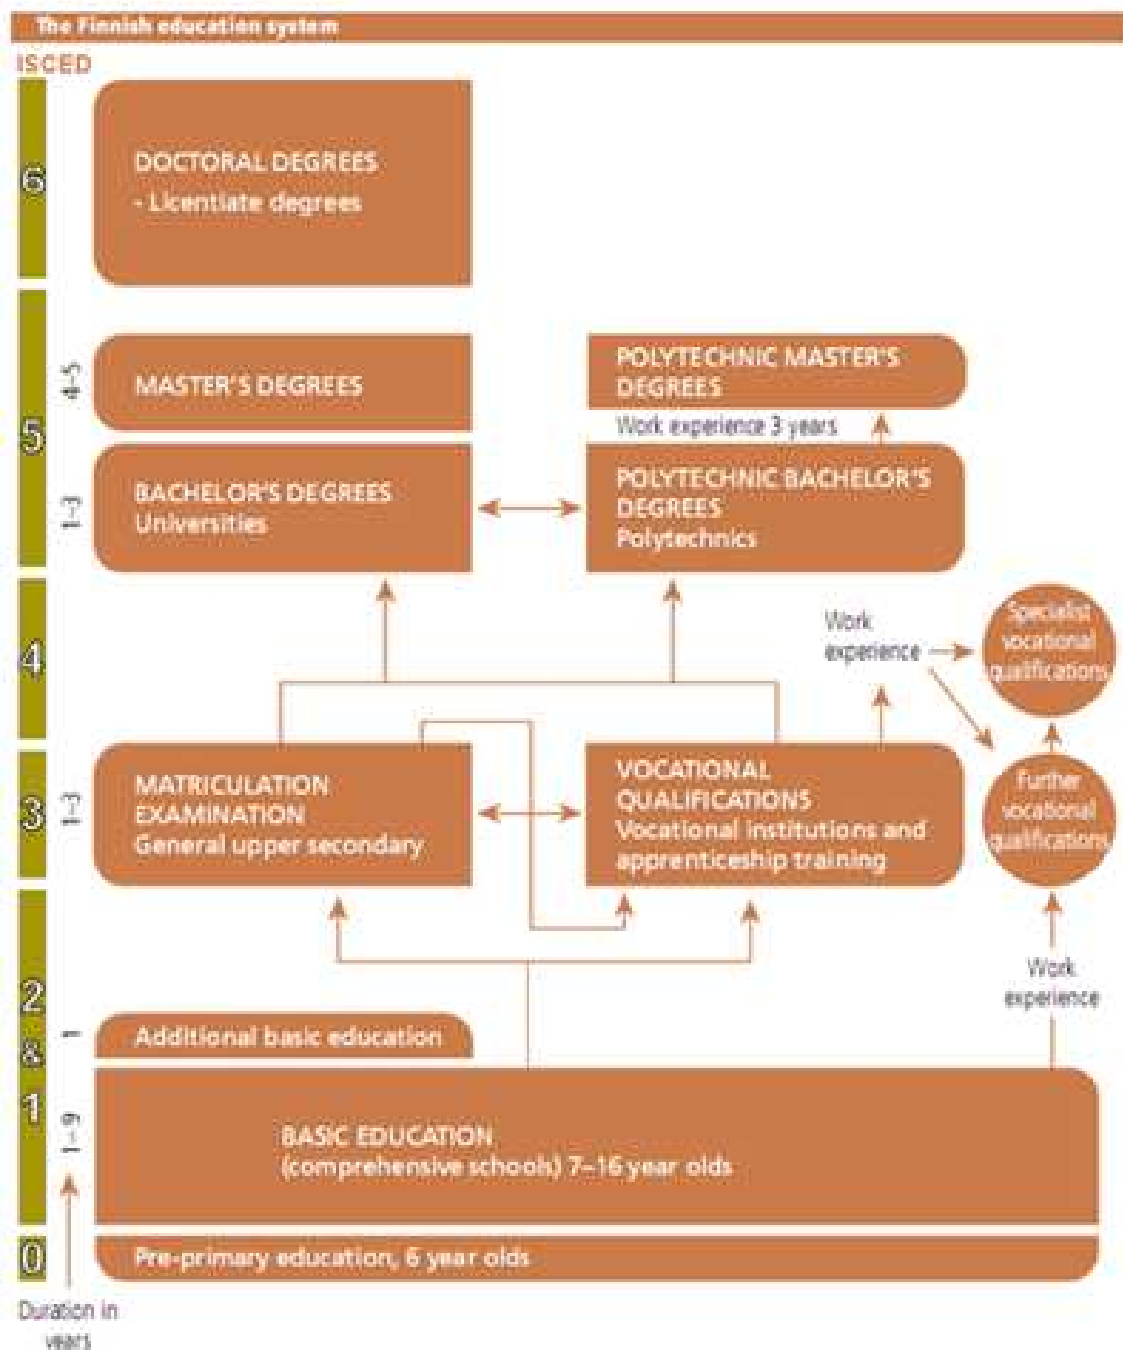 The Finnish education system
ISCED
6
DOCTORAL DEGREES
- Licentiate degrees
5
4-5
MASTER'S DEGREES
POLYTECHNIC MASTER'S
DEGREES
Work experience 3 years
1-3
BACHELOR'S DEGREES
Universities
POLYTECHNIC BACHELOR'S
DEGREES
Polytechnics
4
Work
experience
Specialist
vocational
qualifications
3
1-3
MATRICULATION
EXAMINATION
General upper secondary
VOCATIONAL
QUALIFICATIONS
Vocational institutions and
apprenticeship training
Further
vocational
qualifications
Work
experience
2
&
1
1
Additional basic education
1-9
BASIC EDUCATION
(comprehensive schools) 7–16 year olds
0
Pre-primary education, 6 year olds
Duration in
years